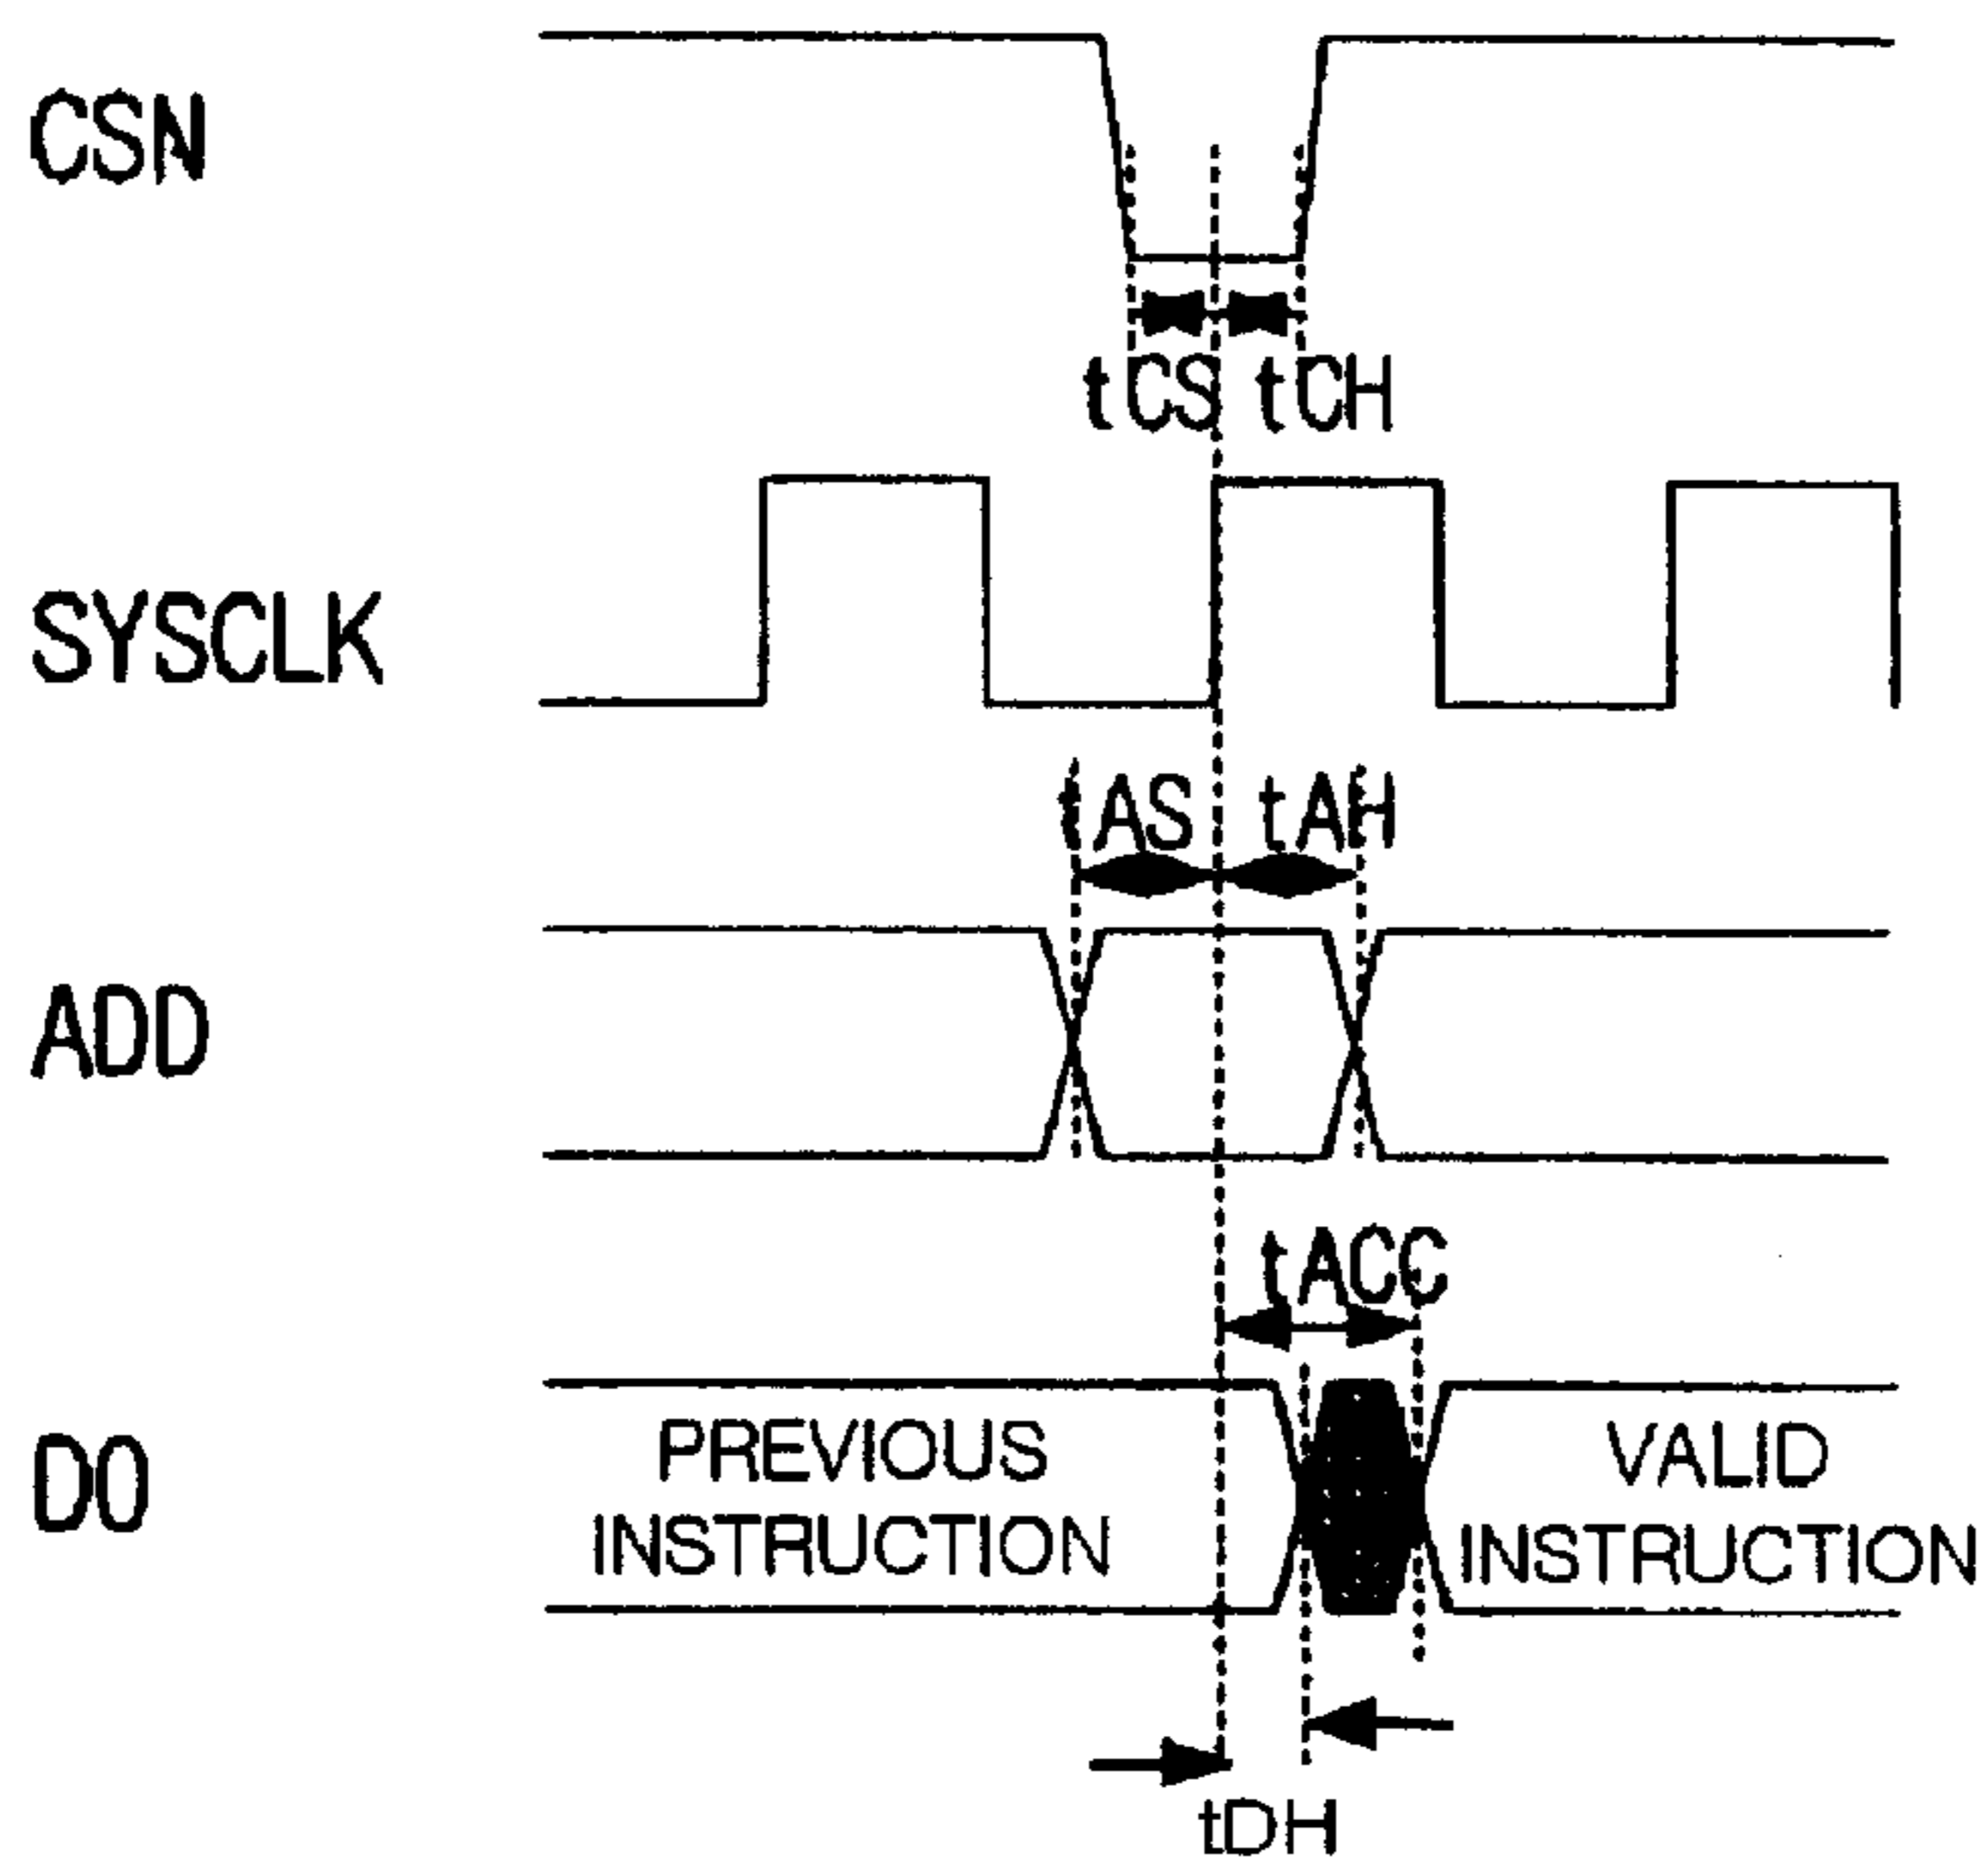 CSN
tCS tCH
SYSCLK
tAS tAH
ADD
tACC
DO
PREVIOUS
INSTRUCTION
VALID
INSTRUCTION
tDH